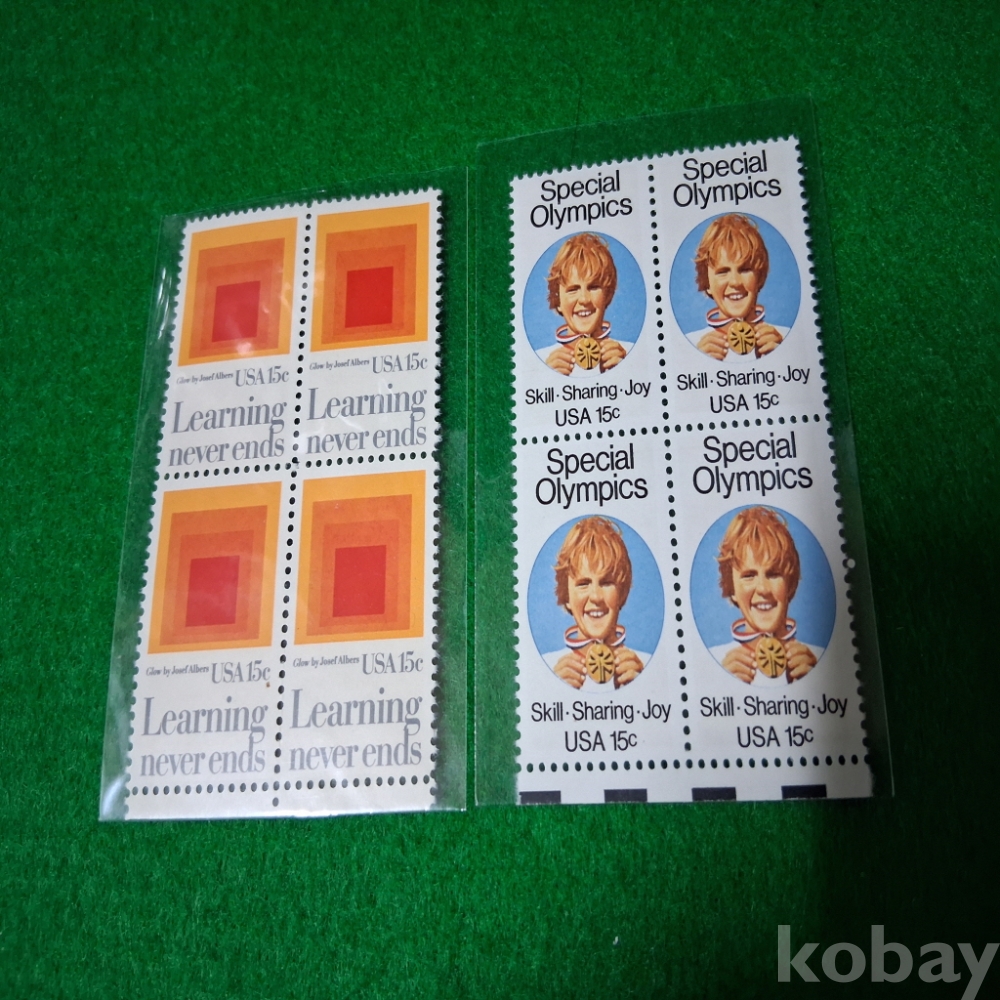 Glow by Josef Albers USA 15c
Learning
never ends
Glow by Josef Albers USA 15c
Learning
never ends
Glow by Josef Albers USA 15c
Learning
never ends
Glow by Josef Albers USA 15c
Learning
never ends
Special
Olympics
Skill·Sharing·Joy
USA 15c
Special
Olympics
Skill·Sharing·Joy
USA 15c
Special
Olympics
Skill·Sharing·Joy
USA 15c
Special
Olympics
Skill·Sharing·Joy
USA 15c
kobay